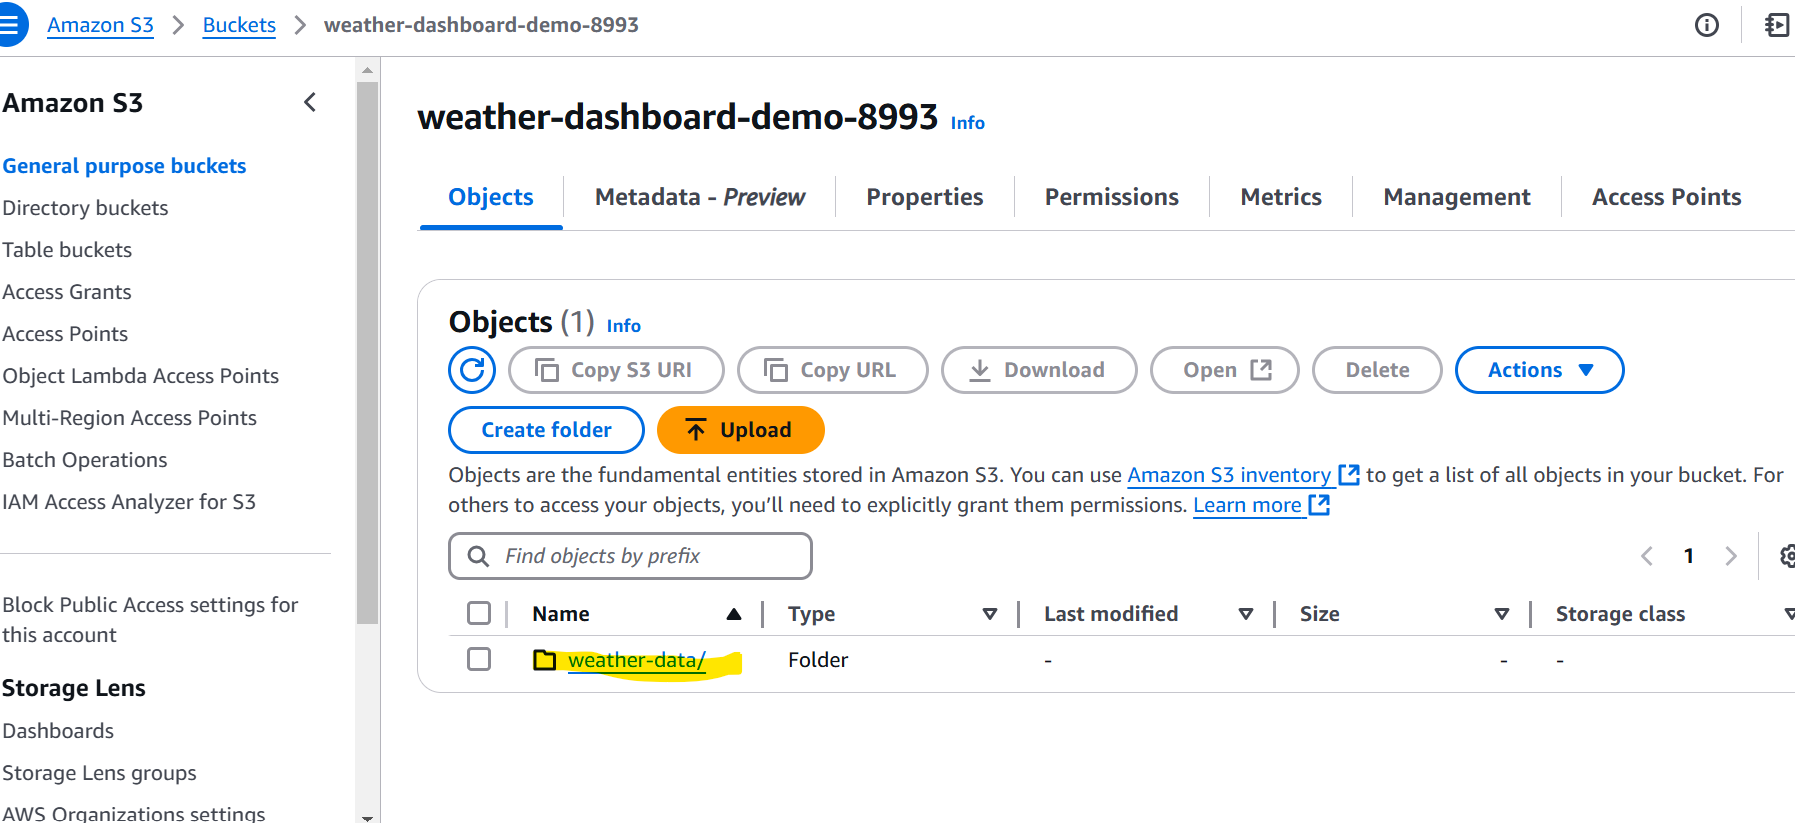 Amazon S3 > Buckets > weather-dashboard-demo-8993
Amazon S3
General purpose buckets
Directory buckets
Table buckets
Access Grants
Access Points
Object Lambda Access Points
Multi-Region Access Points
Batch Operations
IAM Access Analyzer for S3
Block Public Access settings for
this account
Storage Lens
Dashboards
Storage Lens groups
AWS Organizations settings
weather-dashboard-demo-8993 Info
Objects Metadata - Preview Properties Permissions Metrics Management Access Points
Objects (1) Info
Copy S3 URI Copy URL Download Open Delete Actions
Create folder Upload
Objects are the fundamental entities stored in Amazon S3. You can use Amazon S3 inventory to get a list of all objects in your bucket. For
others to access your objects, you’ll need to explicitly grant them permissions. Learn more
Find objects by prefix
1
Name Type Last modified Size Storage class
weather-data/ Folder - - -